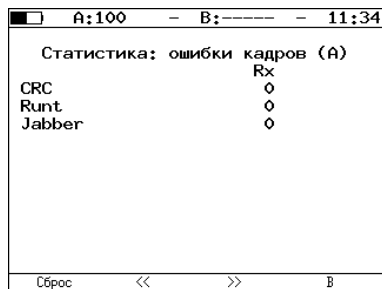 A:100 – B:----- – 11:34
Статистика: ошибки кадров (A)
Rx
CRC 0
Runt 0
Jabber 0
Сброс << >> B